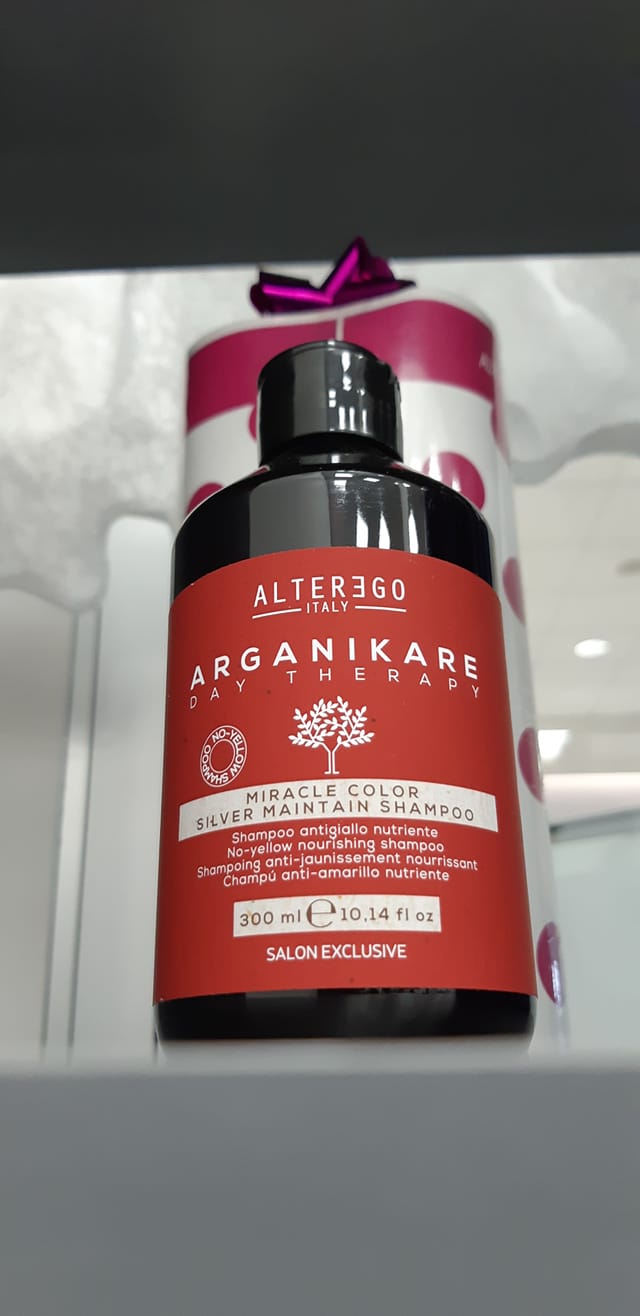 ALTERƎGO
ITALY
ARGANIKARE
DAY THERAPY
NO-YELLOW SHAMPOO
MIRACLE COLOR
SILVER MAINTAIN SHAMPOO
Shampoo antigiallo nutriente
No-yellow nourishing shampoo
Shampoing anti-jaunissement nourrissant
Champú anti-amarillo nutriente
300 ml ℮ 10,14 fl oz
SALON EXCLUSIVE